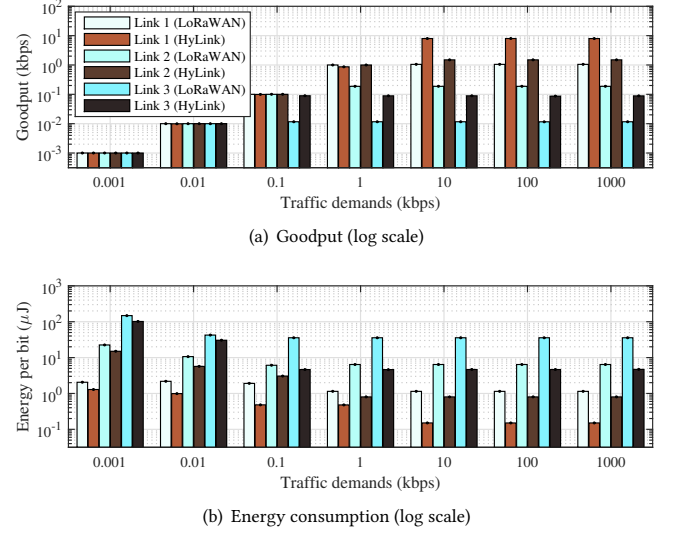 Goodput (kbps)
10²
10¹
10⁰
10⁻¹
10⁻²
10⁻³
Link 1 (LoRaWAN)
Link 1 (HyLink)
Link 2 (LoRaWAN)
Link 2 (HyLink)
Link 3 (LoRaWAN)
Link 3 (HyLink)
0.001 0.01 0.1 1 10 100 1000
Traffic demands (kbps)
(a) Goodput (log scale)
Energy per bit (μJ)
10³
10²
10¹
10⁰
10⁻¹
0.001 0.01 0.1 1 10 100 1000
Traffic demands (kbps)
(b) Energy consumption (log scale)